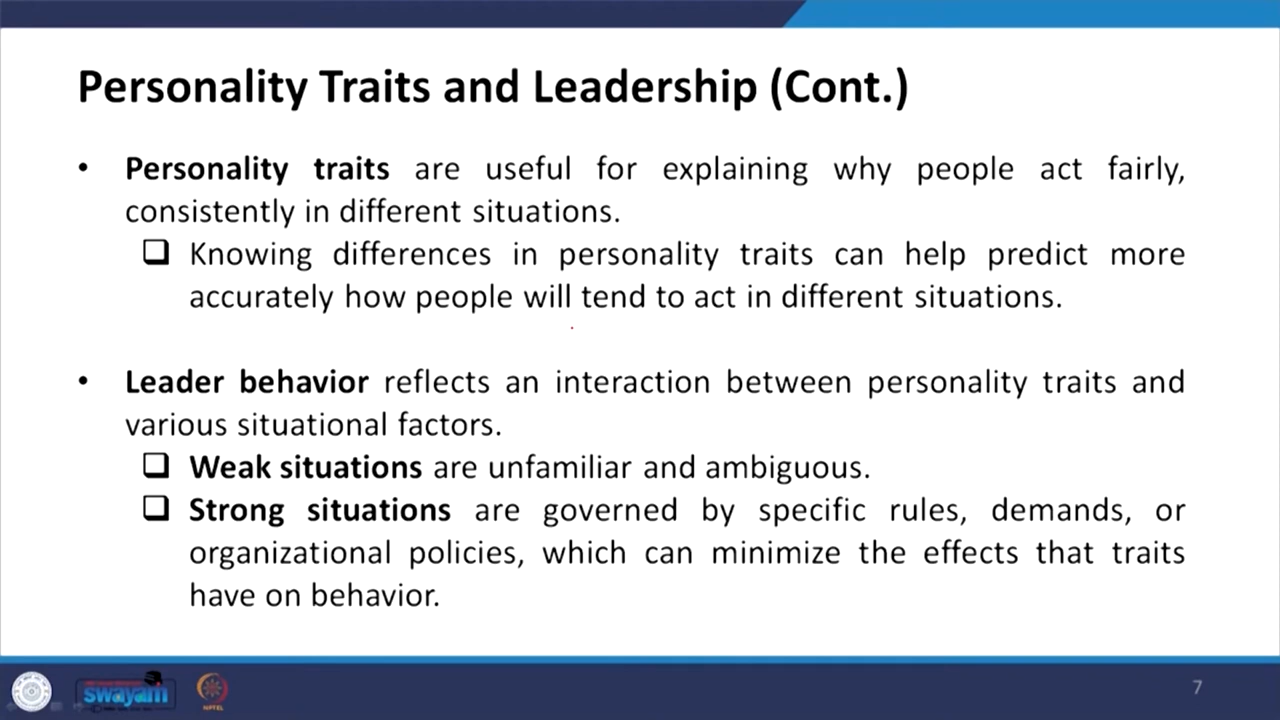 Personality Traits and Leadership (Cont.)
• Personality traits are useful for explaining why people act fairly,
consistently in different situations.
❑ Knowing differences in personality traits can help predict more
accurately how people will tend to act in different situations.
• Leader behavior reflects an interaction between personality traits and
various situational factors.
❑ Weak situations are unfamiliar and ambiguous.
❑ Strong situations are governed by specific rules, demands, or
organizational policies, which can minimize the effects that traits
have on behavior.
swayam
NPTEL
7